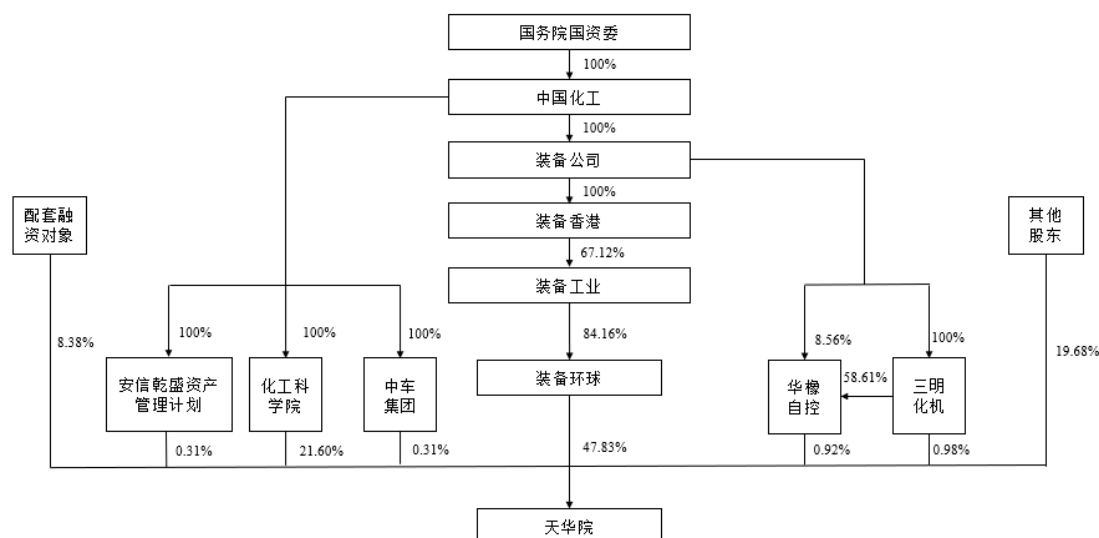 国务院国资委
100%
中国化工
100%
装备公司
100%
装备香港
67.12%
装备工业
配套融
资对象
其他
股东
100%
100%
100%
84.16%
8.56%
100%
8.38%
19.68%
安信乾盛资产
管理计划
化工科
学院
中车
集团
装备环球
华橡
自控
58.61%
三明
化机
0.31%
21.60%
0.31%
47.83%
0.92%
0.98%
天华院